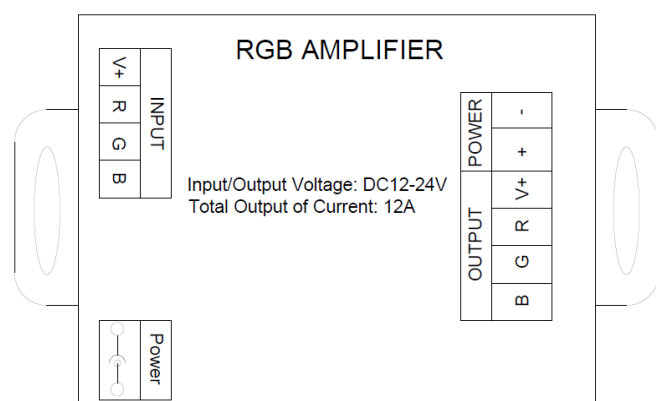 RGB AMPLIFIER
V+
R
G
B
INPUT
Input/Output Voltage: DC12-24V
Total Output of Current: 12A
POWER
-
+
OUTPUT
V+
R
G
B
Power